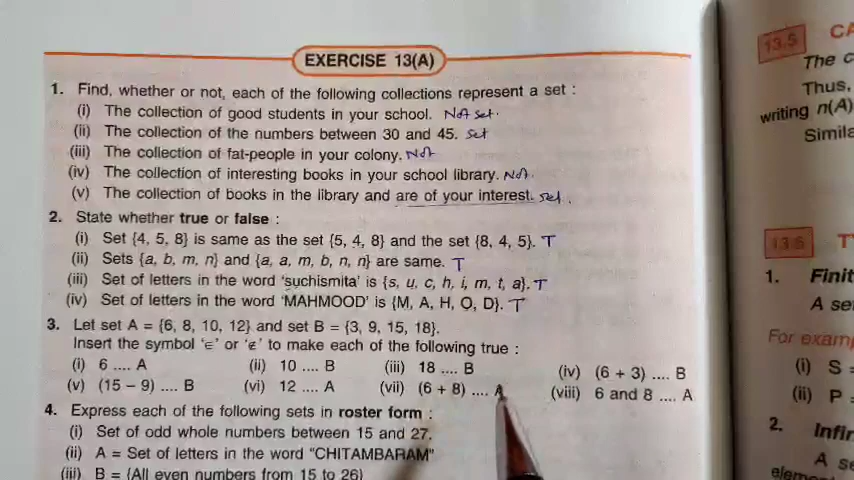 EXERCISE 13(A)
1. Find, whether or not, each of the following collections represent a set :
(i) The collection of good students in your school. Not set.
(ii) The collection of the numbers between 30 and 45. set
(iii) The collection of fat-people in your colony. Not
(iv) The collection of interesting books in your school library. Not.
(v) The collection of books in the library and are of your interest. set.
2. State whether true or false :
(i) Set {4, 5, 8} is same as the set {5, 4, 8} and the set {8, 4, 5}. T
(ii) Sets {a, b, m, n} and {a, a, m, b, n, n} are same. T
(iii) Set of letters in the word 'suchismita' is {s, u, c, h, i, m, t, a}. T
(iv) Set of letters in the word 'MAHMOOD' is {M, A, H, O, D}. T
3. Let set A = {6, 8, 10, 12} and set B = {3, 9, 15, 18}.
Insert the symbol '∈' or '∉' to make each of the following true :
(i) 6 .... A (ii) 10 .... B (iii) 18 .... B (iv) (6 + 3) .... B
(v) (15 – 9) .... B (vi) 12 .... A (vii) (6 + 8) .... A (viii) 6 and 8 .... A
4. Express each of the following sets in roster form :
(i) Set of odd whole numbers between 15 and 27.
(ii) A = Set of letters in the word "CHITAMBARAM"
(iii) B = {All even numbers from 15 to 26}
13.5 CA
The c
Thus,
writing n(A)
Simila
13.6 T
1. Finit
A se
For examp
(i) S =
(ii) P =
2. Infin
A se
eleme